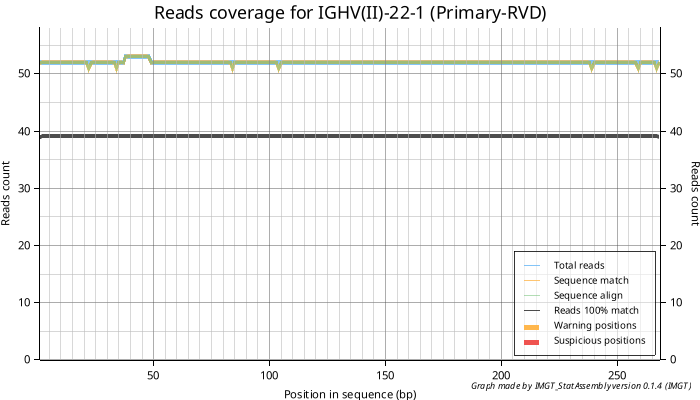 Reads coverage for IGHV(II)-22-1 (Primary-RVD)
50
40
30
20
10
0
Reads count
50
40
30
20
10
0
Reads count
Total reads
Sequence match
Sequence align
Reads 100% match
Warning positions
Suspicious positions
50
100
150
200
250
Position in sequence (bp)
Graph made by IMGT_StatAssembly version 0.1.4 (IMGT)